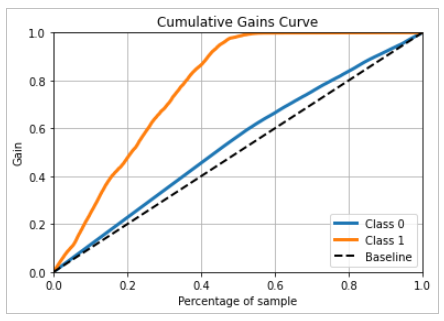 Cumulative Gains Curve
1.0
0.8
0.6
0.4
0.2
0.0
Gain
0.0 0.2 0.4 0.6 0.8 1.0
Percentage of sample
Class 0
Class 1
Baseline